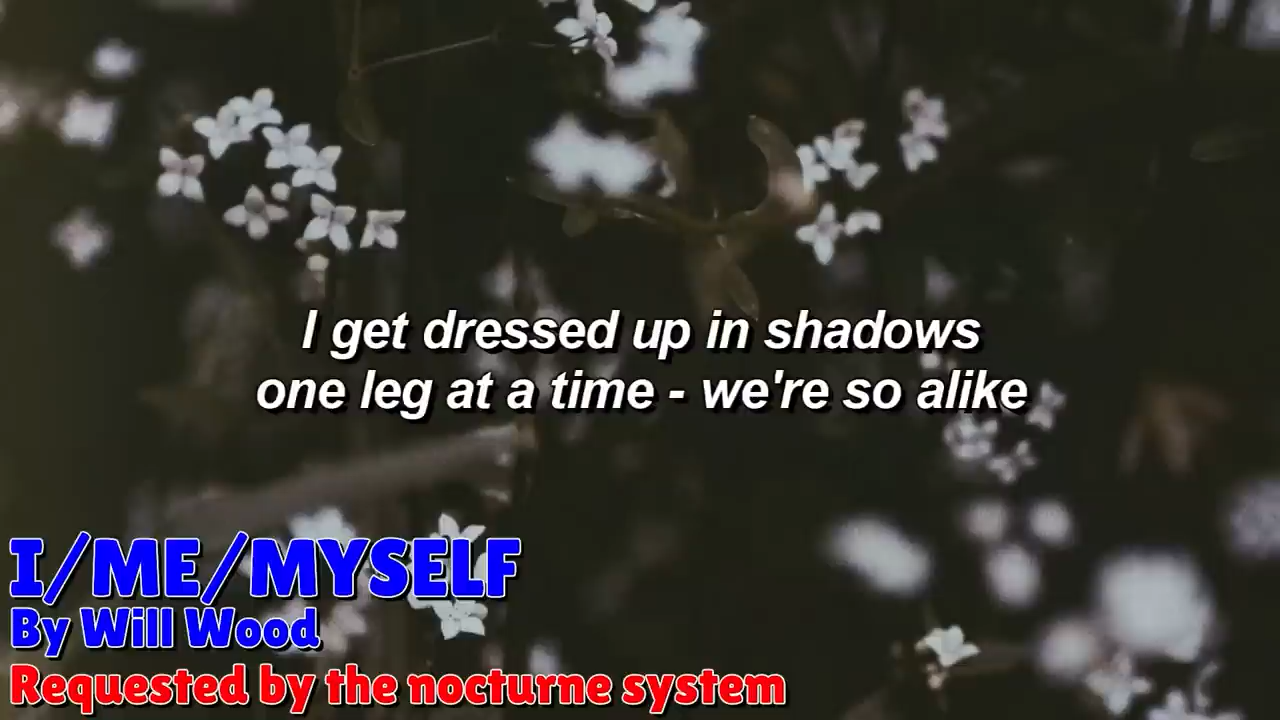 I get dressed up in shadows
one leg at a time - we're so alike
I/ME/MYSELF
By Will Wood
Requested by the nocturne system